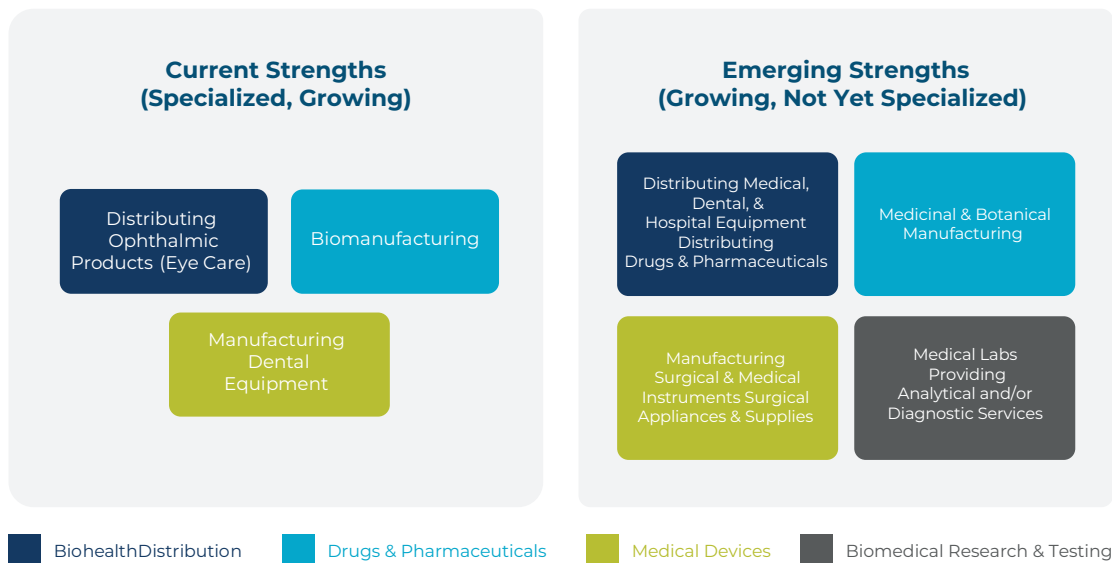 Current Strengths
(Specialized, Growing)
Distributing
Ophthalmic
Products (Eye Care)
Biomanufacturing
Manufacturing
Dental
Equipment
Emerging Strengths
(Growing, Not Yet Specialized)
Distributing Medical,
Dental, &
Hospital Equipment
Distributing
Drugs & Pharmaceuticals
Medicinal & Botanical
Manufacturing
Manufacturing
Surgical & Medical
Instruments Surgical
Appliances & Supplies
Medical Labs
Providing
Analytical and/or
Diagnostic Services
BiohealthDistribution
Drugs & Pharmaceuticals
Medical Devices
Biomedical Research & Testing